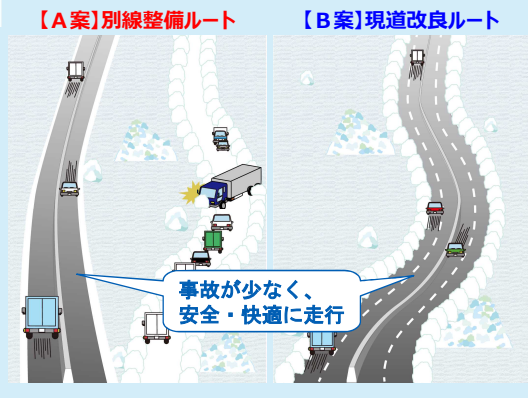 【A案】別線整備ルート
【B案】現道改良ルート
事故が少なく、
安全・快適に走行